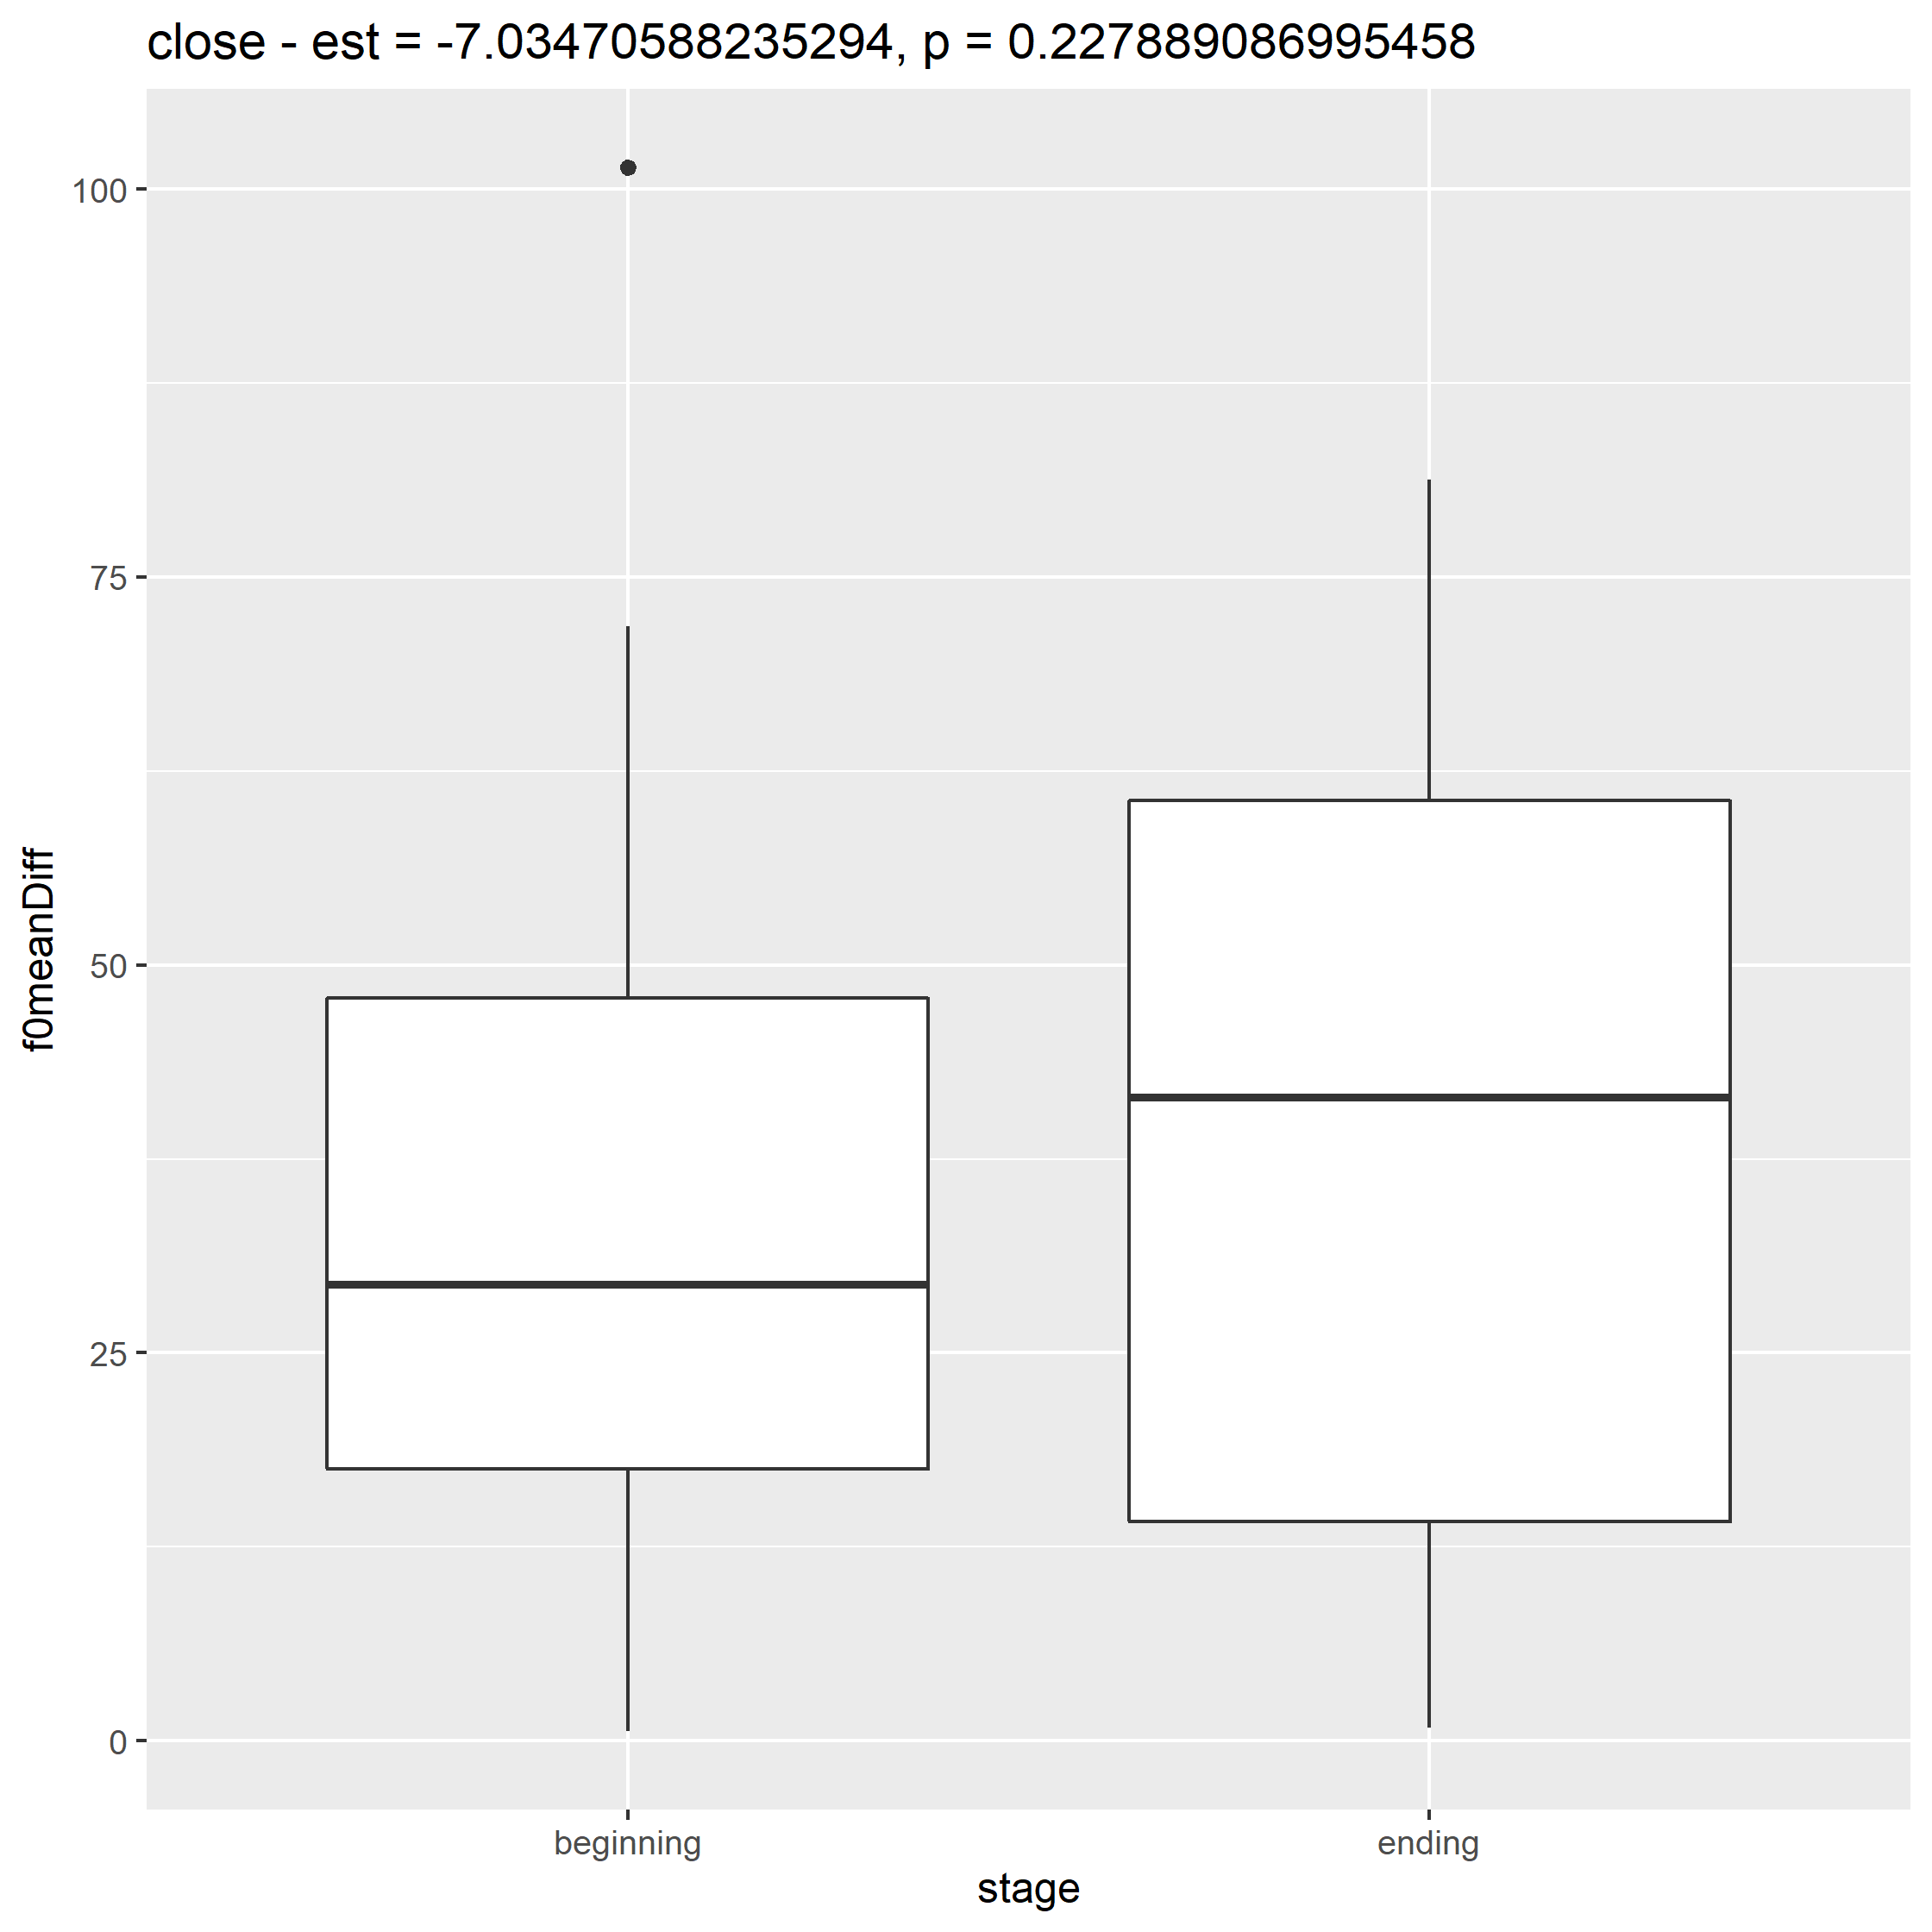 close - est = -7.03470588235294, p = 0.227889086995458
100
75
50
25
0
f0meanDiff
beginning
ending
stage